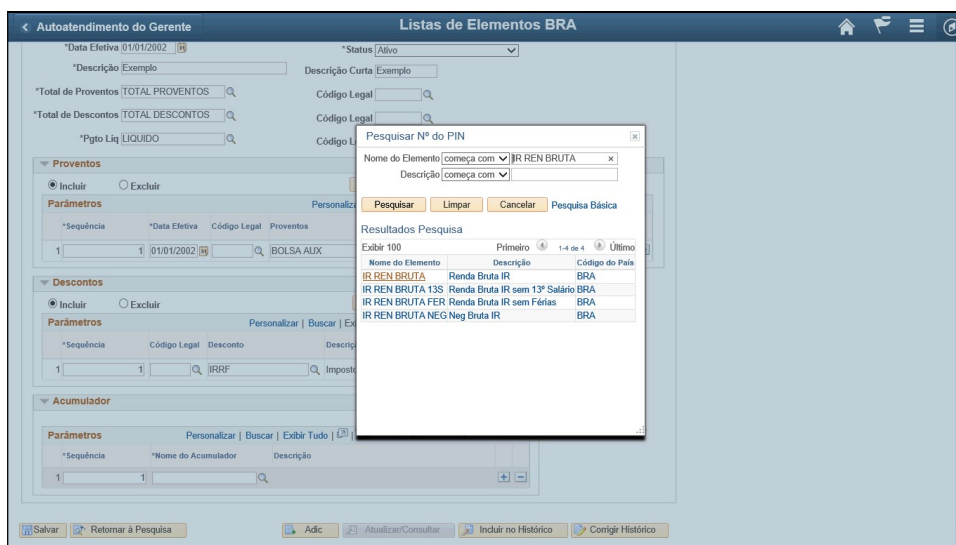 Autoatendimento do Gerente
Listas de Elementos BRA
*Data Efetiva 01/01/2002
*Status Ativo
*Descrição Exemplo
Descrição Curta Exemplo
*Total de Proventos TOTAL PROVENTOS
Código Legal
*Total de Descontos TOTAL DESCONTOS
Código Legal
*Pgto Líq LIQUIDO
Código L
Proventos
Incluir Excluir
Parâmetros Personaliza
*Sequência *Data Efetiva Código Legal Proventos
1 1 01/01/2002 BOLSA AUX
Descontos
Incluir Excluir
Parâmetros Personalizar | Buscar | Ex
*Sequência Código Legal Desconto Descriç
1 1 IRRF Imposto
Acumulador
Parâmetros Personalizar | Buscar | Exibir Tudo |
*Sequência *Nome do Acumulador Descrição
1 1
Salvar Retornar à Pesquisa Adic Atualizar/Consultar Incluir no Histórico Corrigir Histórico
Pesquisar Nº do PIN
Nome do Elemento começa com IR REN BRUTA ×
Descrição começa com
Pesquisar Limpar Cancelar Pesquisa Básica
Resultados Pesquisa
Exibir 100 Primeiro 1-4 de 4 Último
Nome do Elemento Descrição Código do País
IR REN BRUTA Renda Bruta IR BRA
IR REN BRUTA 13S Renda Bruta IR sem 13º Salário BRA
IR REN BRUTA FER Renda Bruta IR sem Férias BRA
IR REN BRUTA NEG Neg Bruta IR BRA